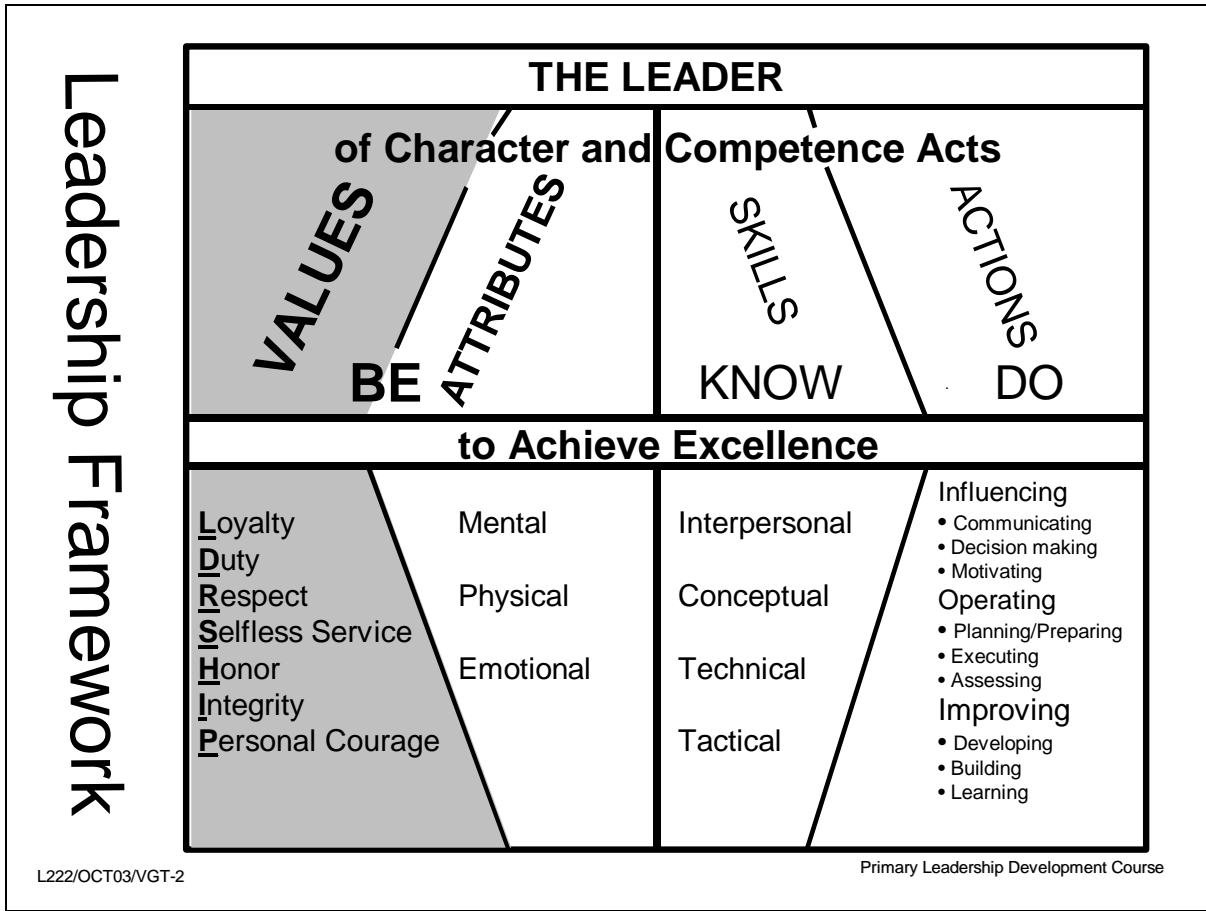 Leadership Framework
THE LEADER
of Character and Competence Acts
VALUES
ATTRIBUTES
SKILLS
ACTIONS
BE
KNOW
DO
to Achieve Excellence
Loyalty
Duty
Respect
Selfless Service
Honor
Integrity
Personal Courage
Mental
Physical
Emotional
Interpersonal
Conceptual
Technical
Tactical
Influencing
• Communicating
• Decision making
• Motivating
Operating
• Planning/Preparing
• Executing
• Assessing
Improving
• Developing
• Building
• Learning
L222/OCT03/VGT-2
Primary Leadership Development Course